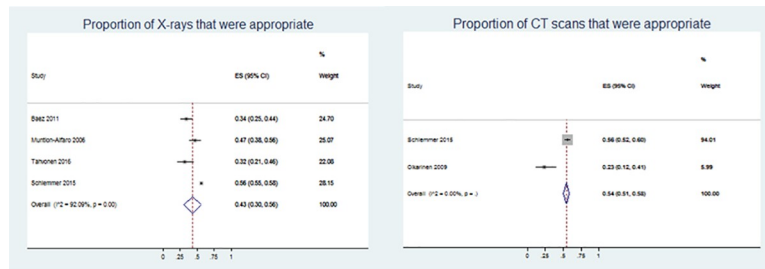 Proportion of X-rays that were appropriate
%
Study ES (95% CI) Weight
Baez 2011 0.34 (0.25, 0.44) 24.70
Muntion-Alfaro 2006 0.47 (0.38, 0.56) 25.07
Tahvonen 2016 0.32 (0.21, 0.46) 22.08
Schlemmer 2015 0.56 (0.55, 0.58) 28.15
Overall (I^2 = 92.09%, p = 0.00) 0.43 (0.30, 0.56) 100.00
0 .25 .5 .75 1
Proportion of CT scans that were appropriate
%
Study ES (95% CI) Weight
Schlemmer 2015 0.56 (0.52, 0.60) 94.01
Oikarinen 2009 0.23 (0.12, 0.41) 5.99
Overall (I^2 = 0.00%, p = .) 0.54 (0.51, 0.58) 100.00
0 .25 .5 .75 1